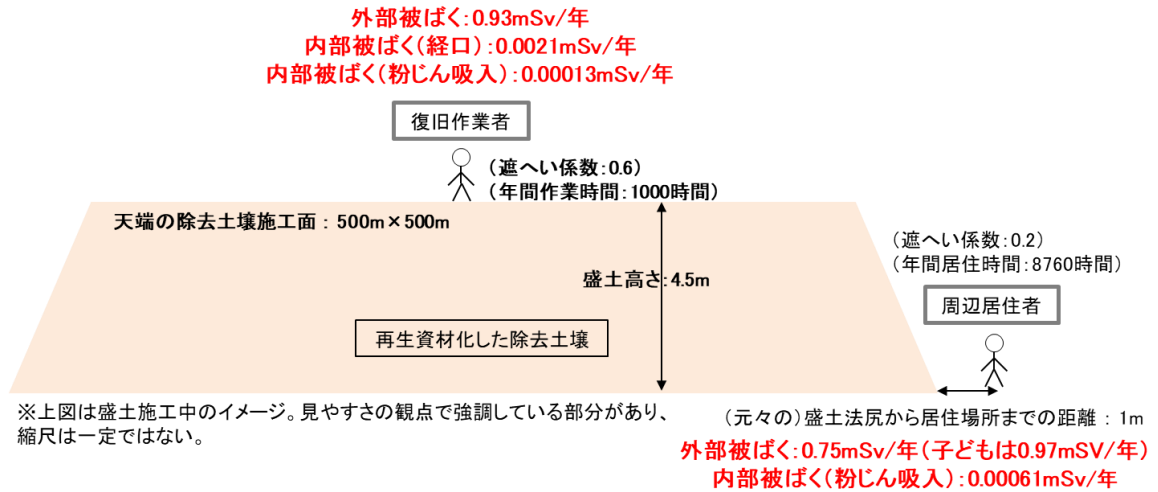 外部被ばく:0.93mSv/年
内部被ばく(経口):0.0021mSv/年
内部被ばく(粉じん吸入):0.00013mSv/年
復旧作業者
(遮へい係数:0.6)
(年間作業時間:1000時間)
天端の除去土壌施工面: 500m×500m
盛土高さ:4.5m
(遮へい係数:0.2)
(年間居住時間:8760時間)
周辺居住者
再生資材化した除去土壌
※上図は盛土施工中のイメージ。見やすさの観点で強調している部分があり、
縮尺は一定ではない。
(元々の)盛土法尻から居住場所までの距離: 1m
外部被ばく:0.75mSv/年(子どもは0.97mSV/年)
内部被ばく(粉じん吸入):0.00061mSv/年